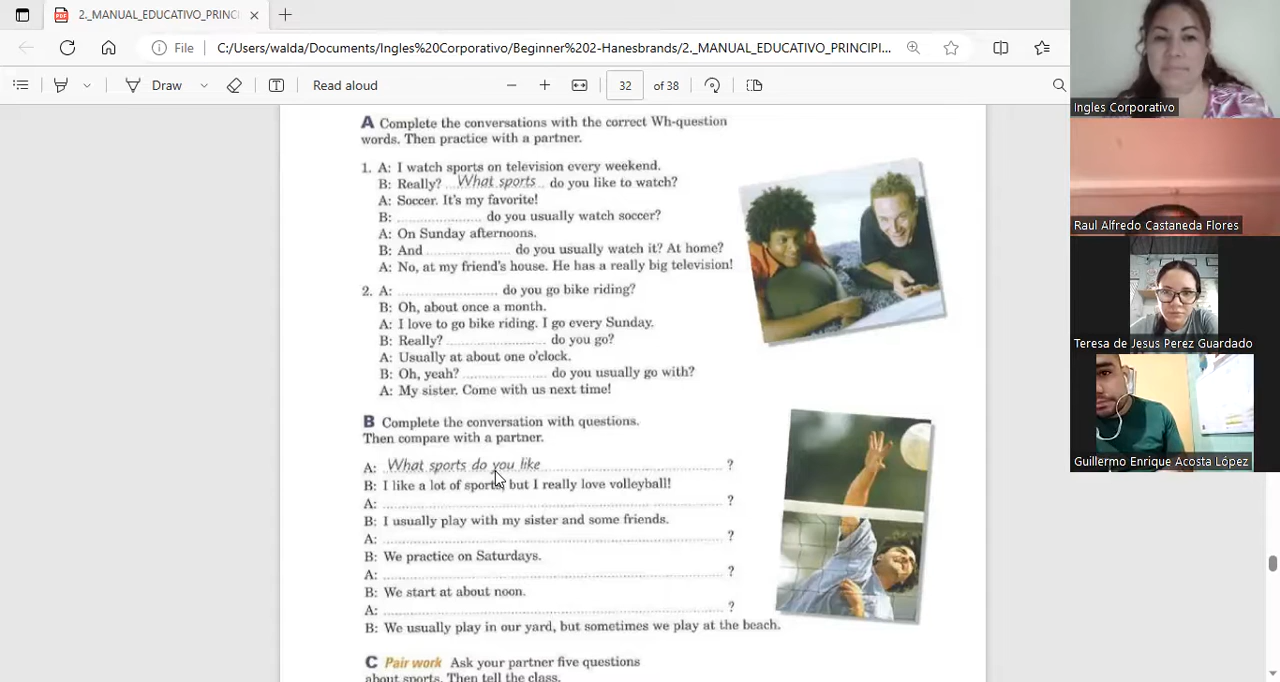 2._MANUAL_EDUCATIVO_PRINCI
File
C:/Users/walda/Documents/Ingles%20Corporativo/Beginner%202-Hanesbrands/2._MANUAL_EDUCATIVO_PRINCIPI...
Draw
Read aloud
32 of 38
A Complete the conversations with the correct Wh-question
words. Then practice with a partner.
1. A: I watch sports on television every weekend.
B: Really? What sports do you like to watch?
A: Soccer. It's my favorite!
B: .................... do you usually watch soccer?
A: On Sunday afternoons.
B: And .................... do you usually watch it? At home?
A: No, at my friend's house. He has a really big television!
2. A: .................... do you go bike riding?
B: Oh, about once a month.
A: I love to go bike riding. I go every Sunday.
B: Really? .................... do you go?
A: Usually at about one o'clock.
B: Oh, yeah? .................... do you usually go with?
A: My sister. Come with us next time!
B Complete the conversation with questions.
Then compare with a partner.
A: What sports do you like ....................?
B: I like a lot of sports, but I really love volleyball!
A: ....................?
B: I usually play with my sister and some friends.
A: ....................?
B: We practice on Saturdays.
A: ....................?
B: We start at about noon.
A: ....................?
B: We usually play in our yard, but sometimes we play at the beach.
C Pair work Ask your partner five questions
about sports. Then tell the class.
Ingles Corporativo
Raul Alfredo Castaneda Flores
Teresa de Jesus Perez Guardado
Guillermo Enrique Acosta López